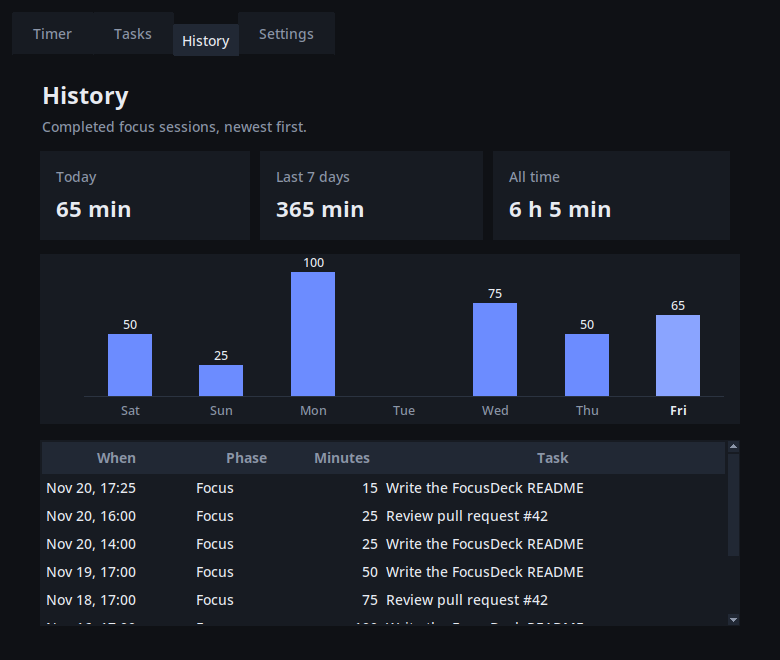 Timer Tasks History Settings
History
Completed focus sessions, newest first.
Today Last 7 days All time
65 min 365 min 6 h 5 min
100
75
65
50 50
25
Sat Sun Mon Tue Wed Thu Fri
When Phase Minutes Task
Nov 20, 17:25 Focus 15 Write the FocusDeck README
Nov 20, 16:00 Focus 25 Review pull request #42
Nov 20, 14:00 Focus 25 Write the FocusDeck README
Nov 19, 17:00 Focus 50 Write the FocusDeck README
Nov 18, 17:00 Focus 75 Review pull request #42